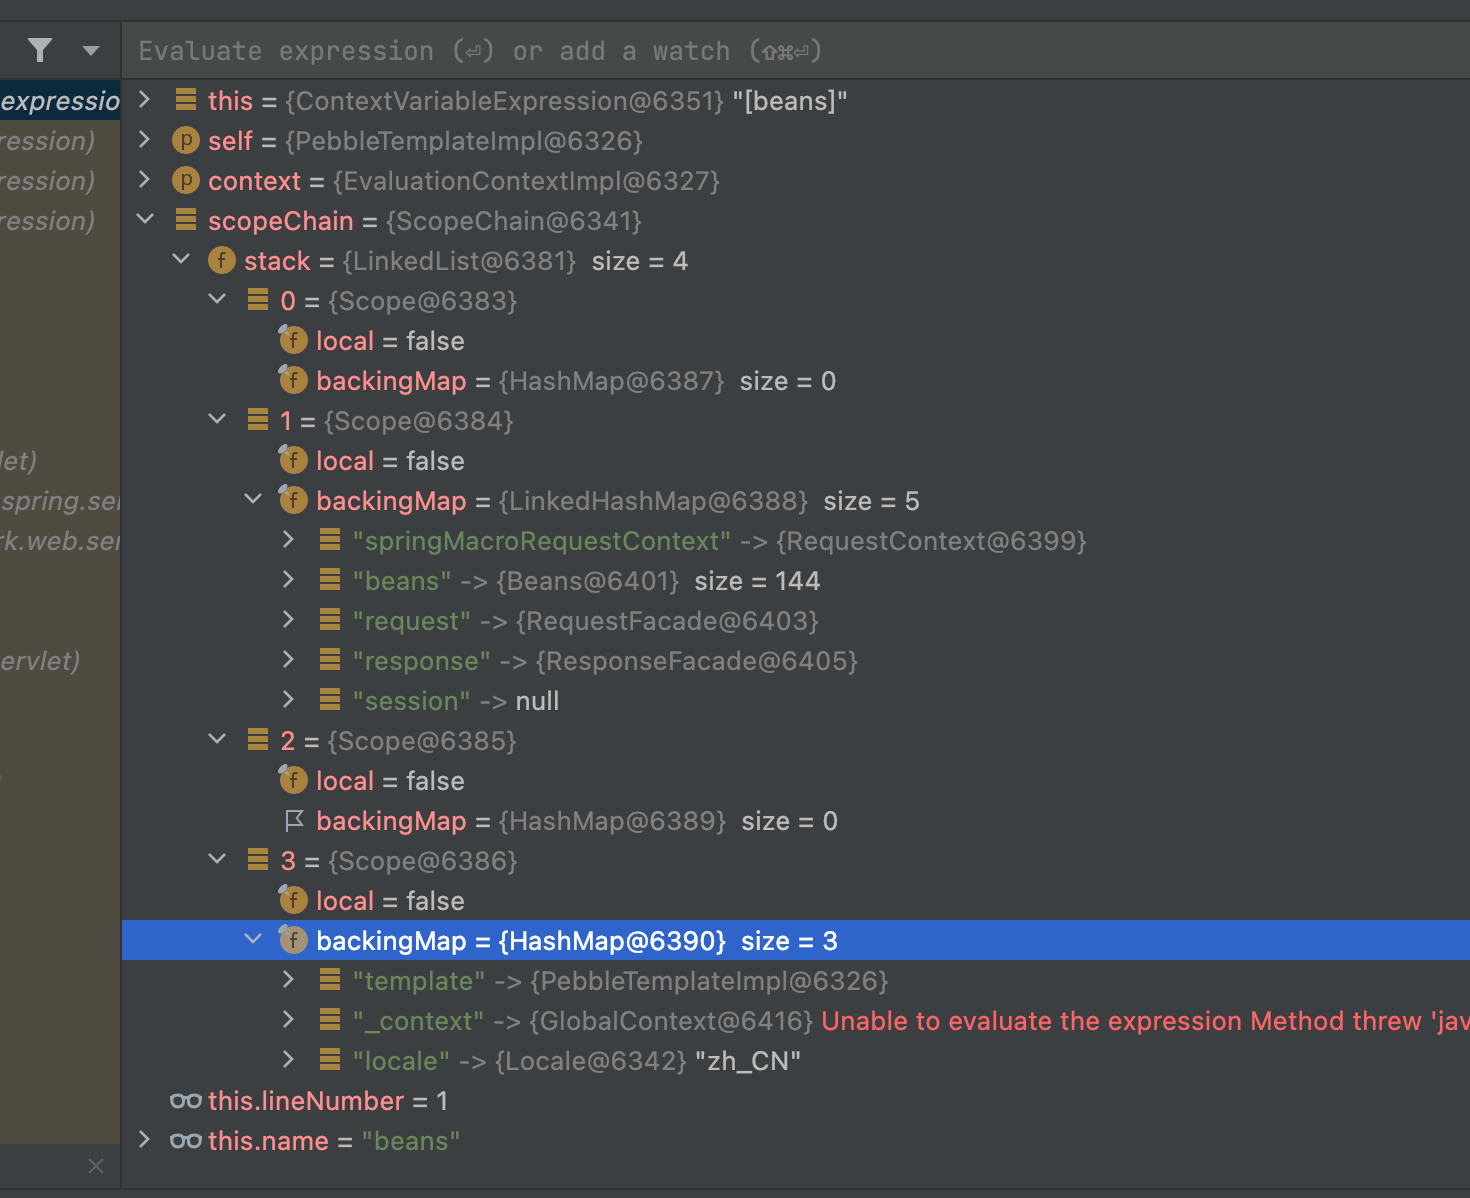 Evaluate expression (⏎) or add a watch (⇧⌘⏎)
expressio
this = {ContextVariableExpression@6351} "[beans]"
ression)
self = {PebbleTemplateImpl@6326}
ression)
context = {EvaluationContextImpl@6327}
ression)
scopeChain = {ScopeChain@6341}
stack = {LinkedList@6381} size = 4
0 = {Scope@6383}
local = false
backingMap = {HashMap@6387} size = 0
1 = {Scope@6384}
let)
local = false
spring.ser
backingMap = {LinkedHashMap@6388} size = 5
rk.web.ser
"springMacroRequestContext" -> {RequestContext@6399}
"beans" -> {Beans@6401} size = 144
"request" -> {RequestFacade@6403}
ervlet)
"response" -> {ResponseFacade@6405}
"session" -> null
2 = {Scope@6385}
local = false
backingMap = {HashMap@6389} size = 0
3 = {Scope@6386}
local = false
backingMap = {HashMap@6390} size = 3
"template" -> {PebbleTemplateImpl@6326}
"_context" -> {GlobalContext@6416} Unable to evaluate the expression Method threw 'jav
"locale" -> {Locale@6342} "zh_CN"
this.lineNumber = 1
this.name = "beans"